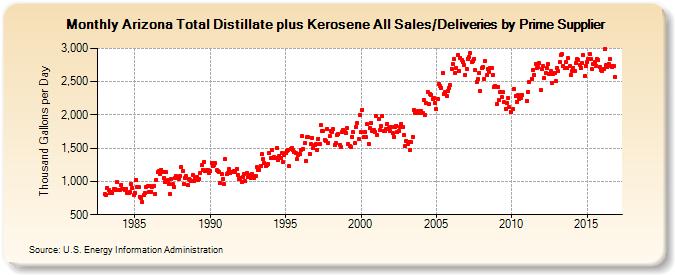 Monthly Arizona Total Distillate plus Kerosene All Sales/Deliveries by Prime Supplier
Thousand Gallons per Day
3,000
2,500
2,000
1,500
1,000
500
1985 1990 1995 2000 2005 2010 2015
Source: U.S. Energy Information Administration